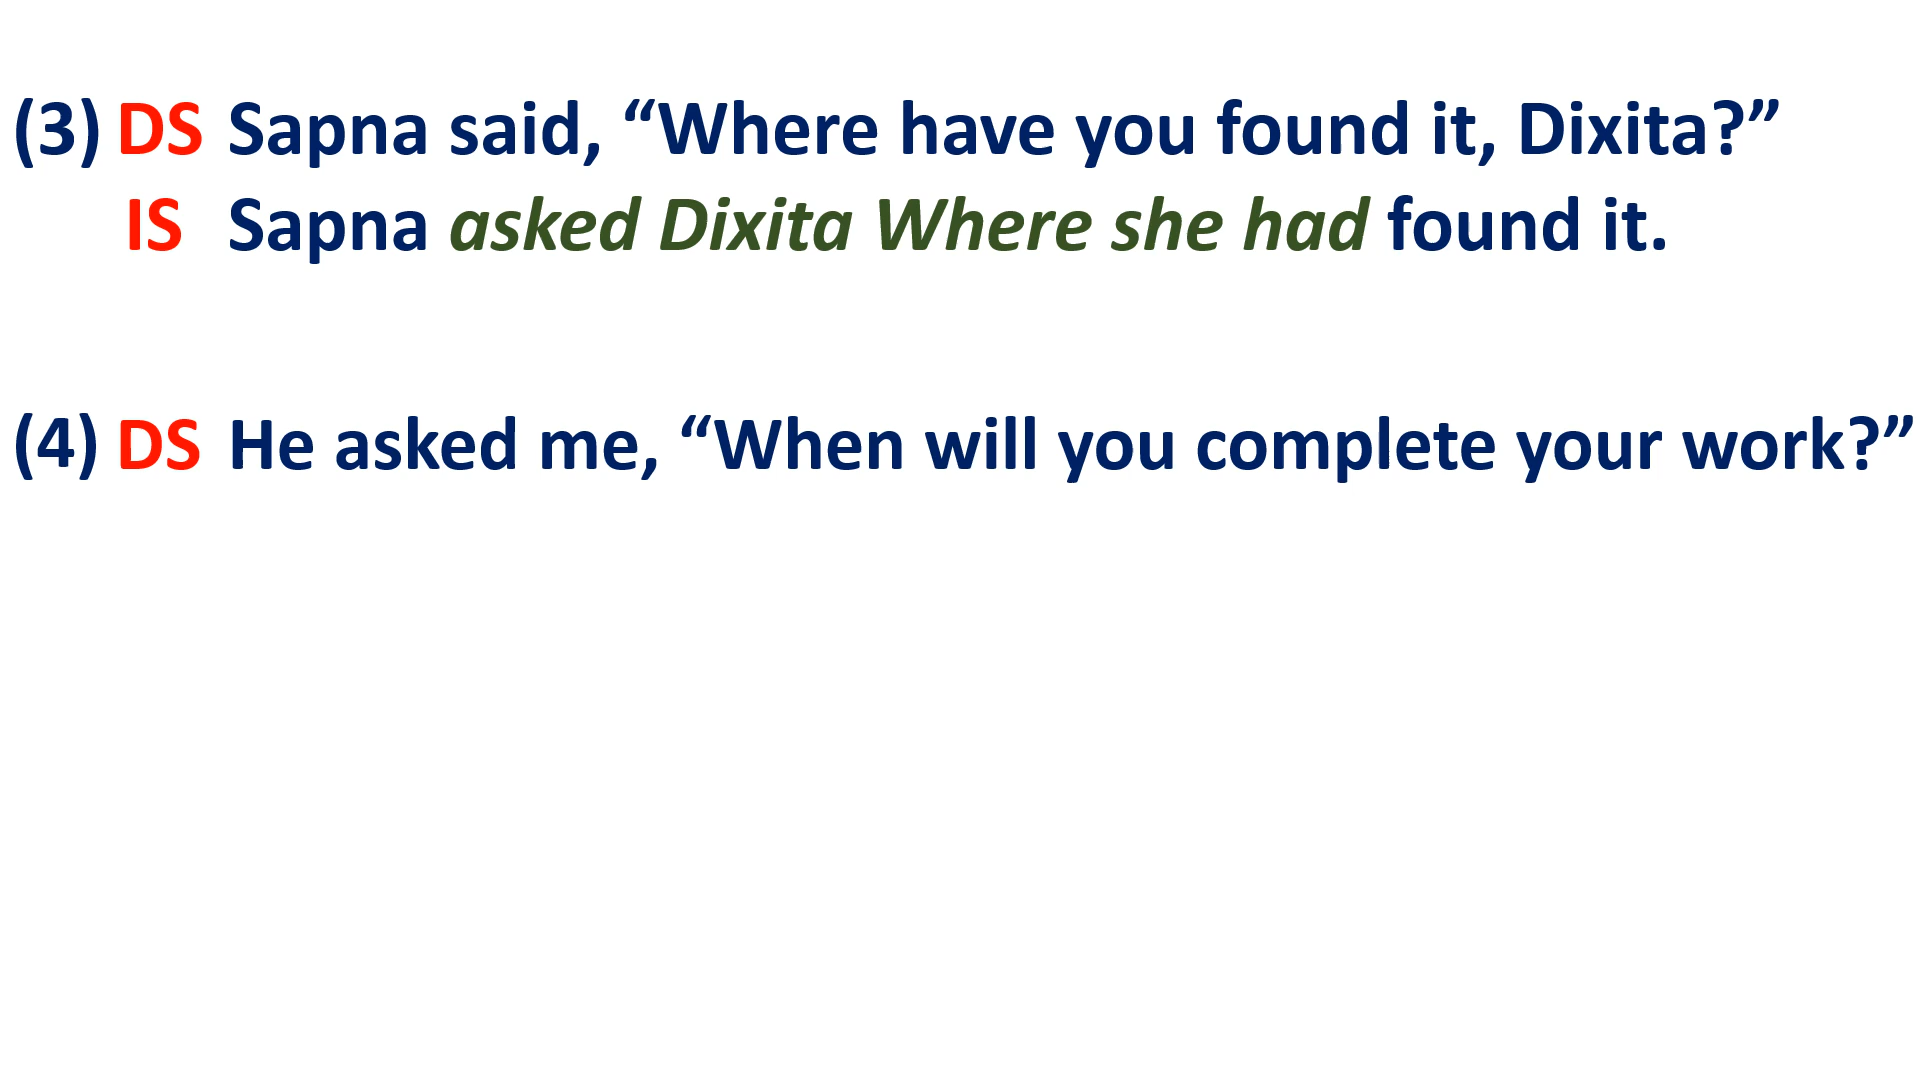 (3) DS Sapna said, “Where have you found it, Dixita?”
IS Sapna asked Dixita Where she had found it.
(4) DS He asked me, “When will you complete your work?”